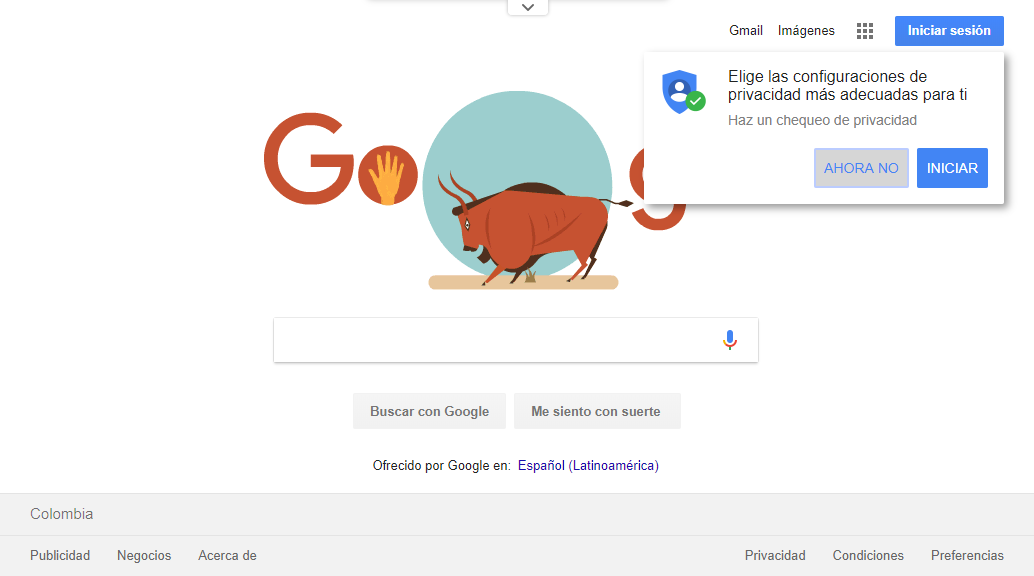 Gmail Imágenes Iniciar sesión
Elige las configuraciones de
privacidad más adecuadas para ti
Haz un chequeo de privacidad
AHORA NO INICIAR
Go g
Buscar con Google Me siento con suerte
Ofrecido por Google en: Español (Latinoamérica)
Colombia
Publicidad Negocios Acerca de Privacidad Condiciones Preferencias